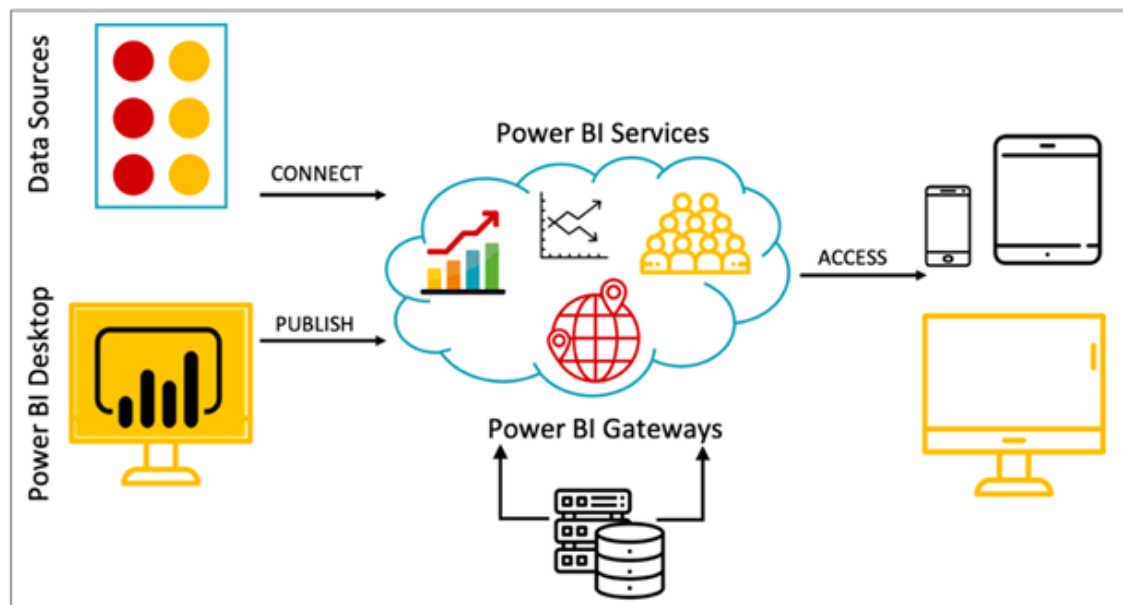 Data Sources
CONNECT
Power BI Services
ACCESS
Power BI Desktop
PUBLISH
Power BI Gateways